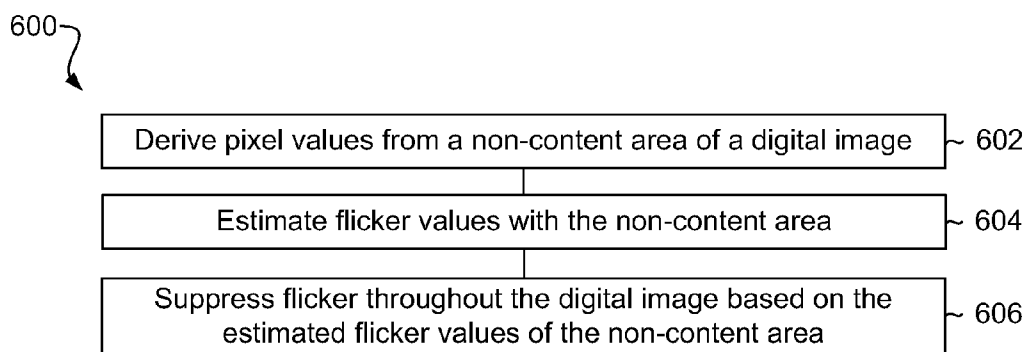 600
Derive pixel values from a non-content area of a digital image
602
Estimate flicker values with the non-content area
604
Suppress flicker throughout the digital image based on the
estimated flicker values of the non-content area
606